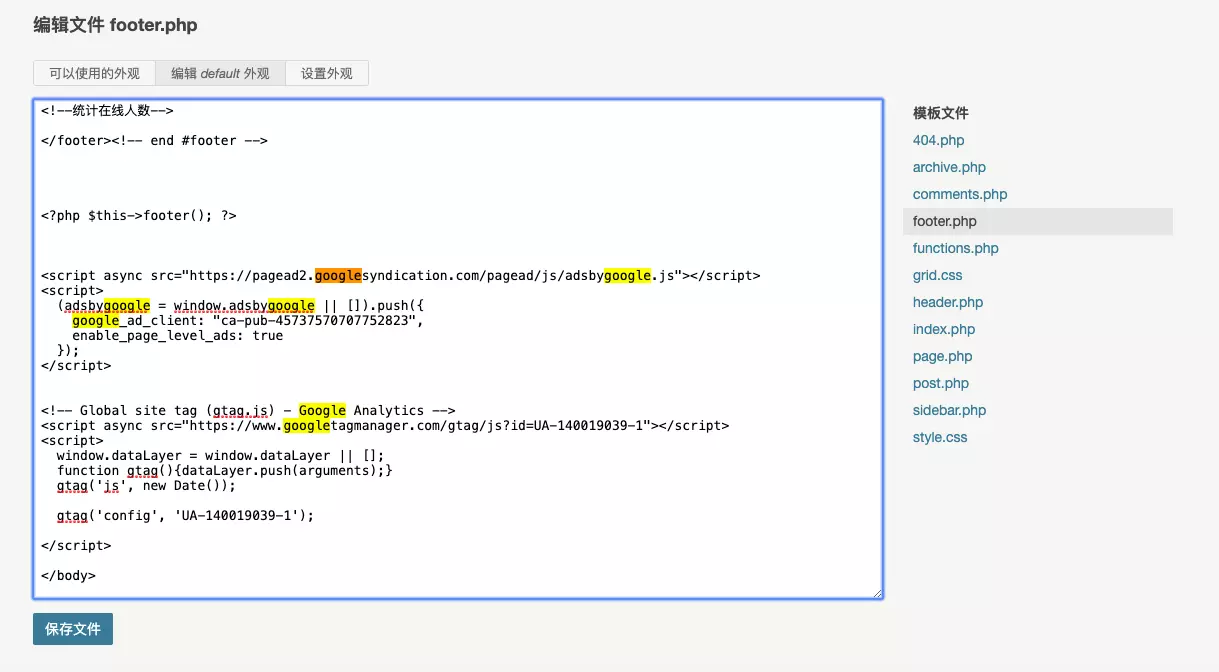 编辑文件 footer.php
可以使用的外观
编辑 default 外观
设置外观
<!--统计在线人数-->
</footer><!-- end #footer -->
<?php $this->footer(); ?>
<script async src="https://pagead2.googlesyndication.com/pagead/js/adsbygoogle.js"></script>
<script>
(adsbygoogle = window.adsbygoogle || []).push({
google_ad_client: "ca-pub-45737570707752823",
enable_page_level_ads: true
});
</script>
<!-- Global site tag (gtag.js) - Google Analytics -->
<script async src="https://www.googletagmanager.com/gtag/js?id=UA-140019039-1"></script>
<script>
window.dataLayer = window.dataLayer || [];
function gtag(){dataLayer.push(arguments);}
gtag('js', new Date());
gtag('config', 'UA-140019039-1');
</script>
</body>
保存文件
模板文件
404.php
archive.php
comments.php
footer.php
functions.php
grid.css
header.php
index.php
page.php
post.php
sidebar.php
style.css